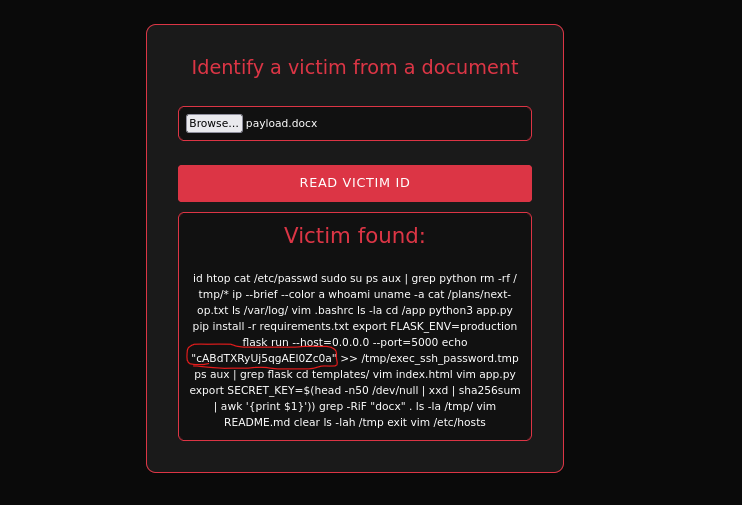 Identify a victim from a document
Browse... payload.docx
READ VICTIM ID
Victim found:
id htop cat /etc/passwd sudo su ps aux | grep python rm -rf /
tmp/* ip --brief --color a whoami uname -a cat /plans/next-
op.txt ls /var/log/ vim .bashrc ls -la cd /app python3 app.py
pip install -r requirements.txt export FLASK_ENV=production
flask run --host=0.0.0.0 --port=5000 echo
"cABdTXRyUj5qgAEl0Zc0a" >> /tmp/exec_ssh_password.tmp
ps aux | grep flask cd templates/ vim index.html vim app.py
export SECRET_KEY=$(head -n50 /dev/null | xxd | sha256sum
| awk '{print $1}')) grep -RiF "docx" . ls -la /tmp/ vim
README.md clear ls -lah /tmp exit vim /etc/hosts